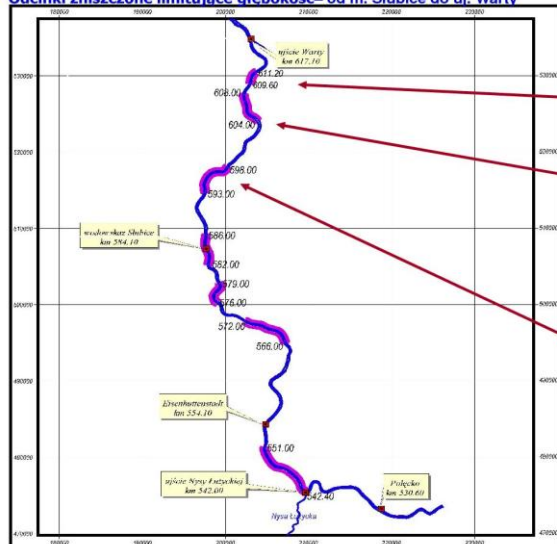 Odcinki zniszczone limitujące głębokość– od m. Słubice do uj. Warty
ujście Warty
km 617.10
611.20
609.60
608.00
604.00
598.00
593.00
586.00
wodowskaz Słubice
km 584.10
582.00
579.00
576.00
572.00
566.00
Eisenhuttenstadt
km 554.10
551.00
ujście Nysy Łużyckiej
km 542.00
542.40
Połęcko
km 530.60
Nysa Łużycka